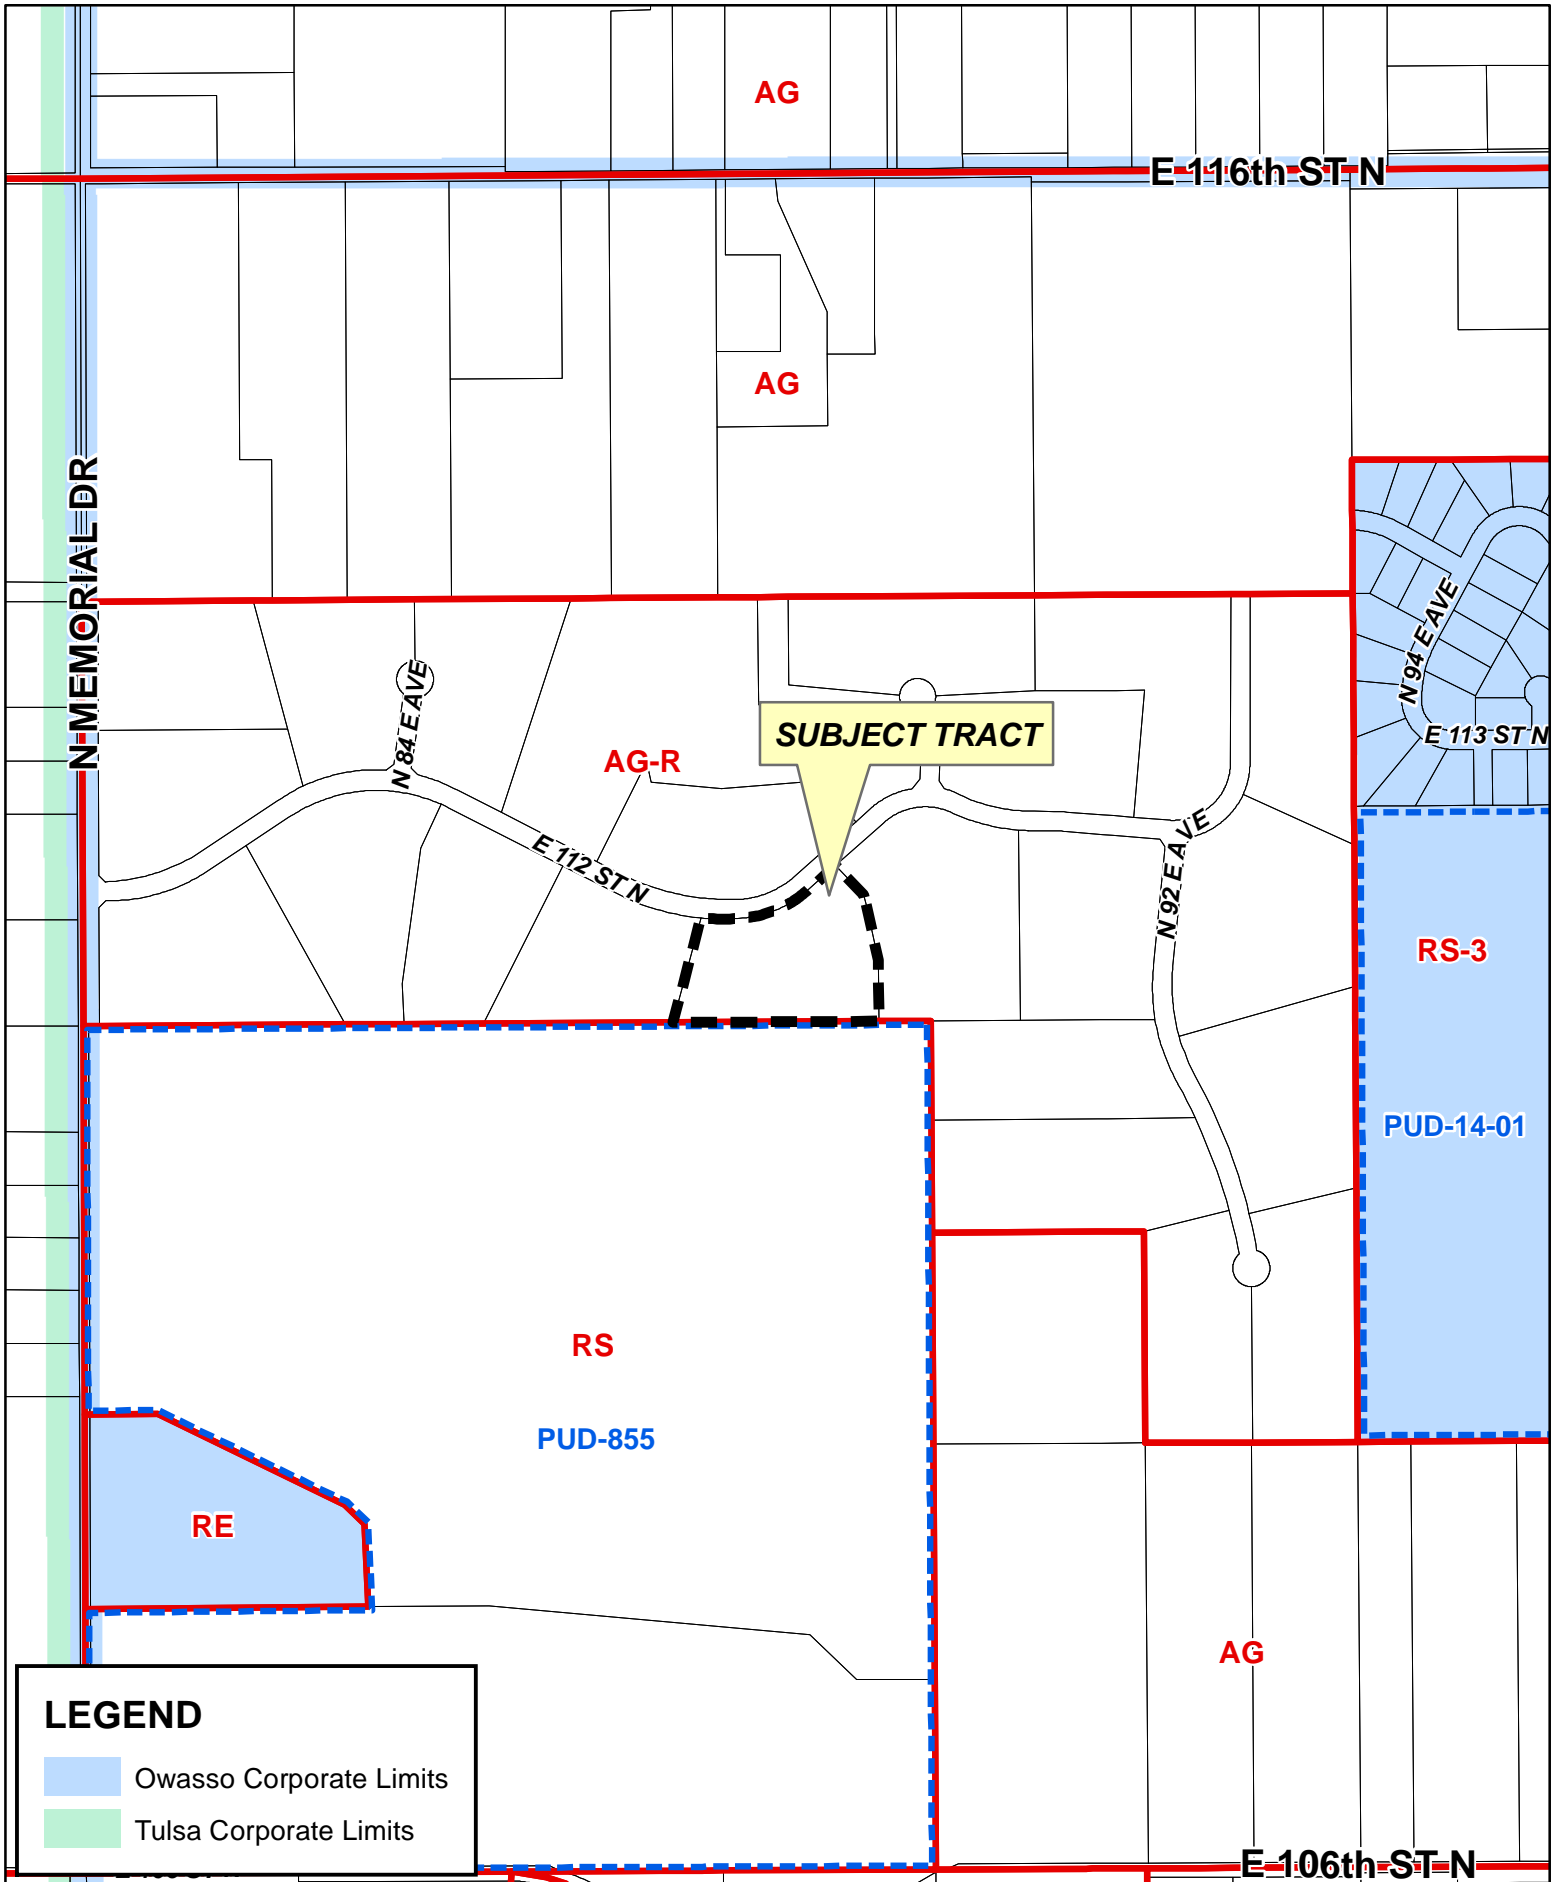 AG
E 116th ST N
AG
N MEMORIAL DR
N 94 E AVE
N 84 E AVE
SUBJECT TRACT
E 113 ST N
AG-R
E 112 ST N
N 92 E AVE
RS-3
PUD-14-01
RS
PUD-855
RE
AG
LEGEND
Owasso Corporate Limits
Tulsa Corporate Limits
E 106th ST N